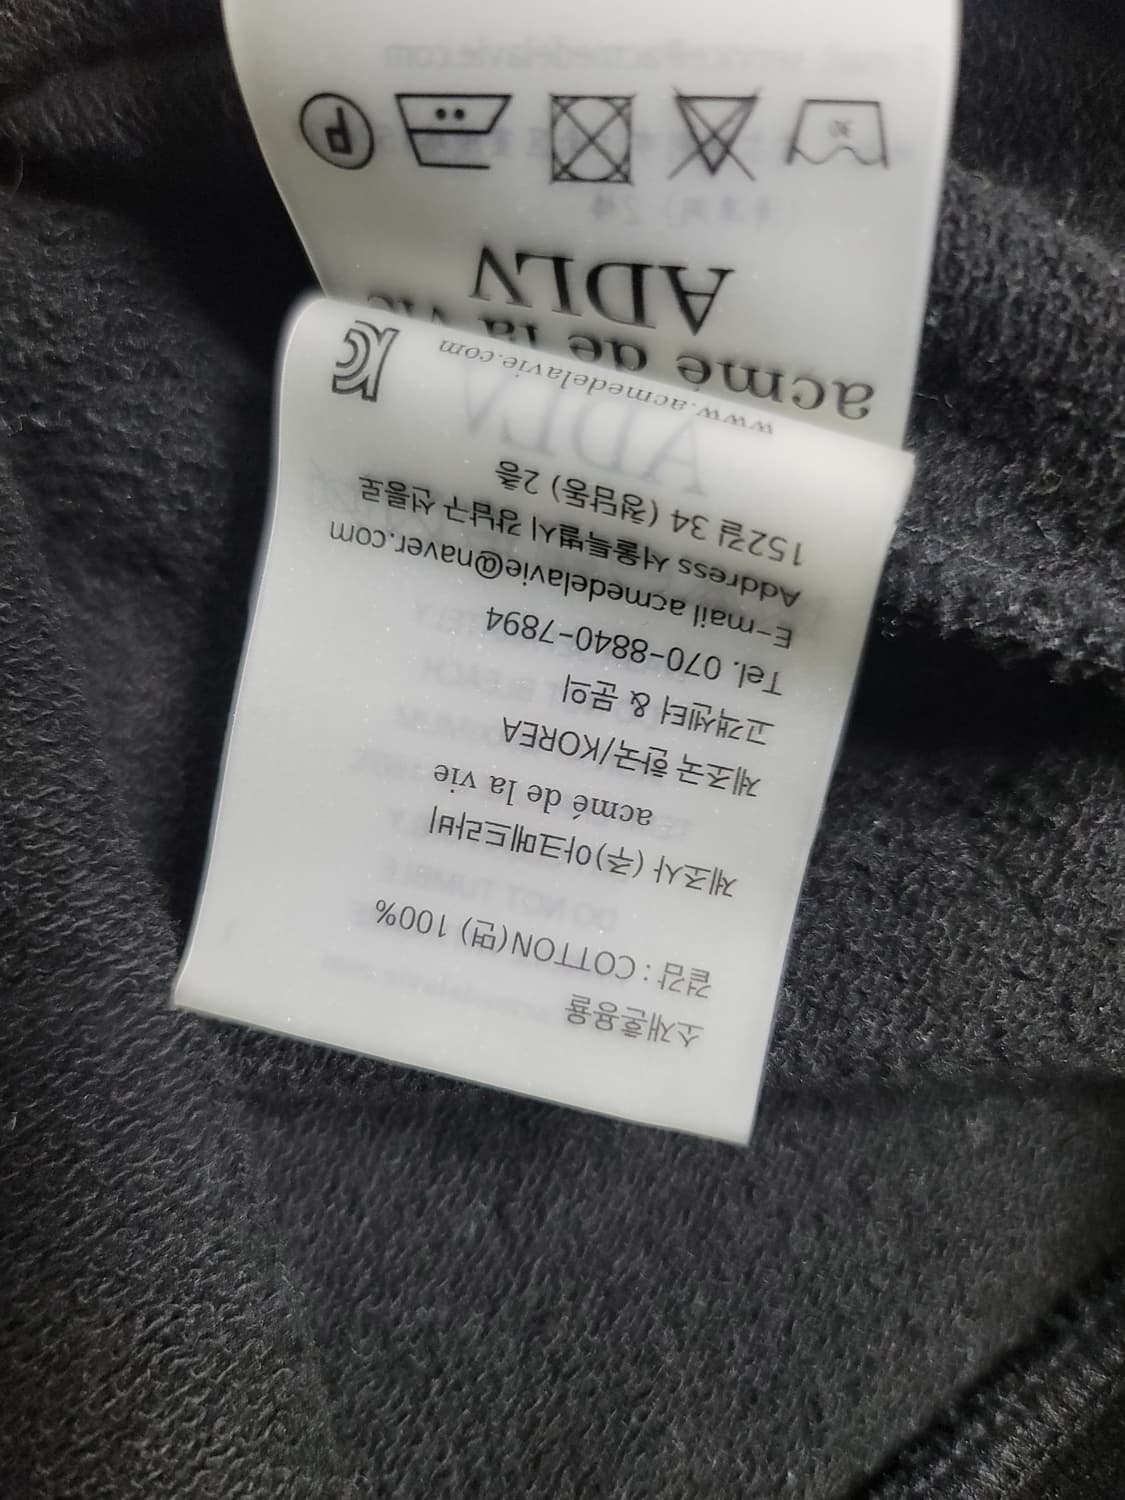 소재혼용율
겉감 : COTTON(면) 100%
제조사 (주)아크메드라비
acmé de la vie
제조국 한국/KOREA
고객센터 & 문의
Tel. 070-8840-7894
E-mail acmedelavie@naver.com
Address 서울특별시 강남구 선릉로
152길 34 (청담동) 2층
www.acmedelavie.com
acmé de la vie
ADLV
30
P